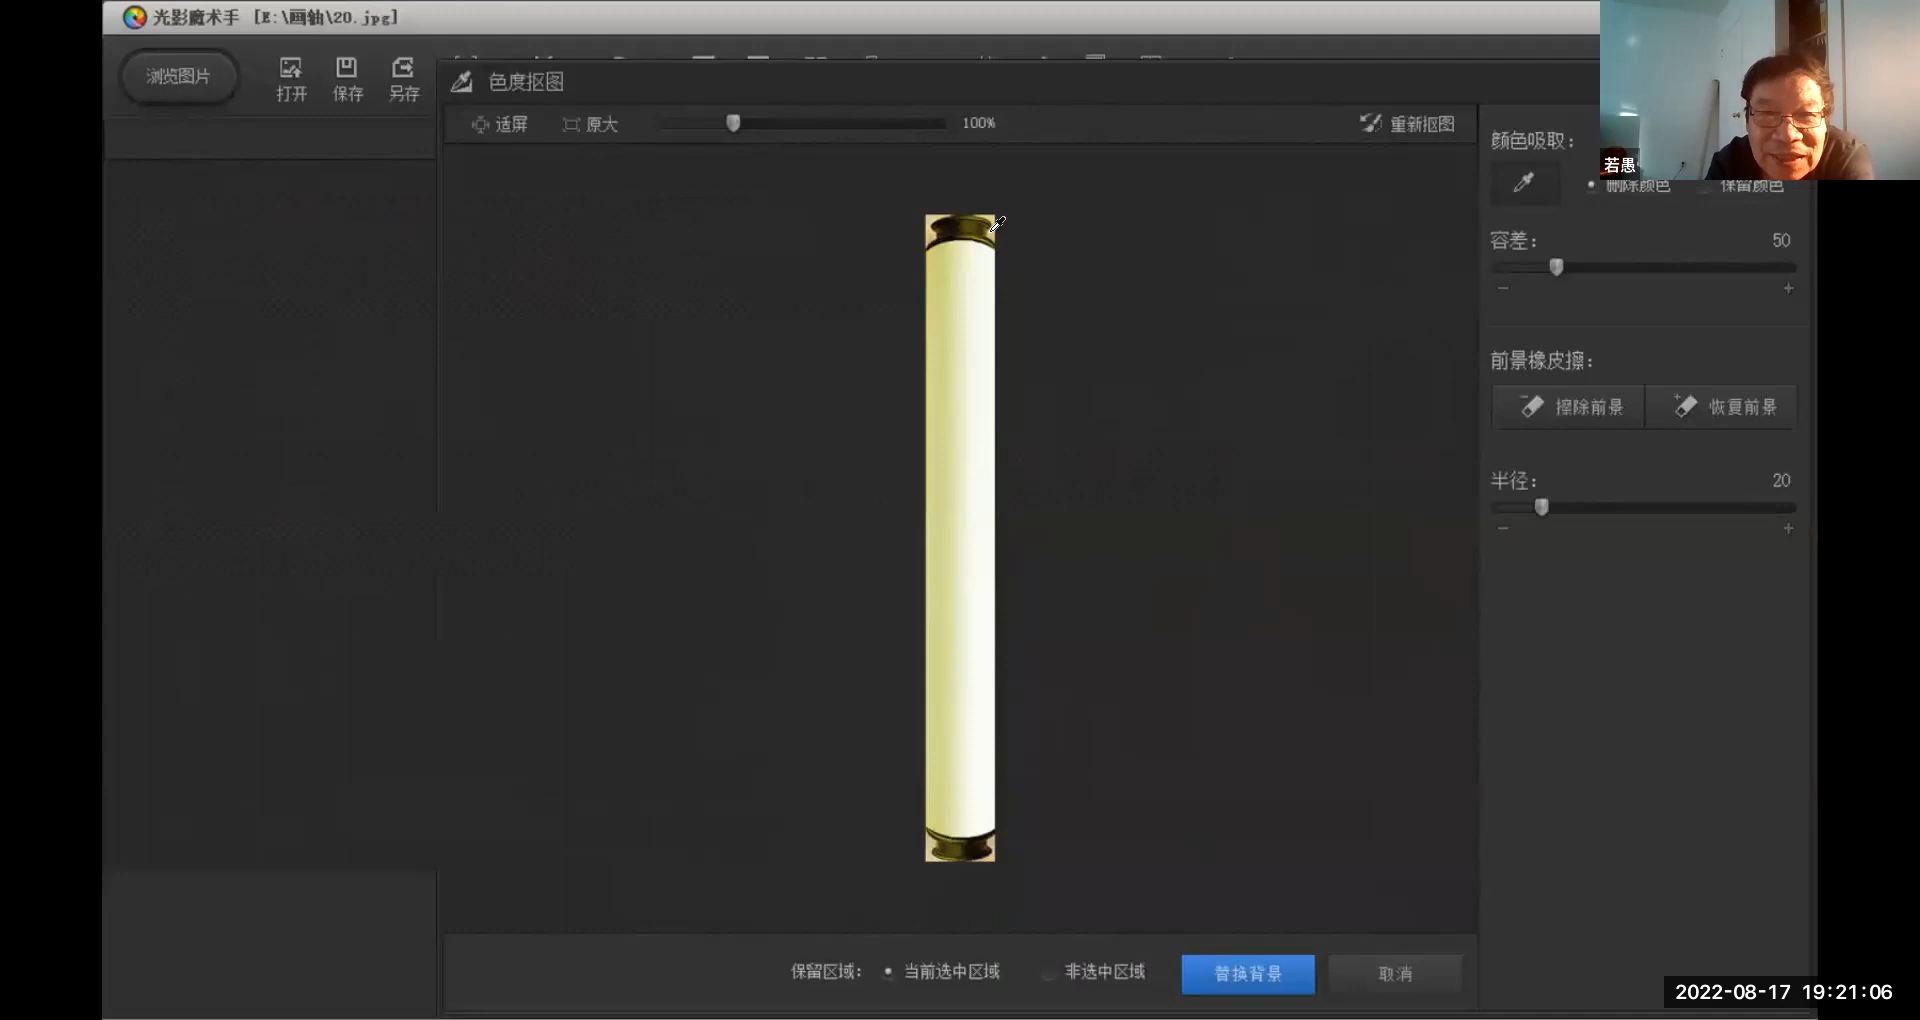 光影魔术手 [E:\画轴\20.jpg]
浏览图片
打开
保存
另存
色度抠图
适屏
原大
100%
重新抠图
颜色吸取：
若愚
删除颜色
保留颜色
容差：
50
前景橡皮擦：
擦除前景
恢复前景
半径：
20
保留区域：
当前选中区域
非选中区域
替换背景
取消
2022-08-17 19:21:06